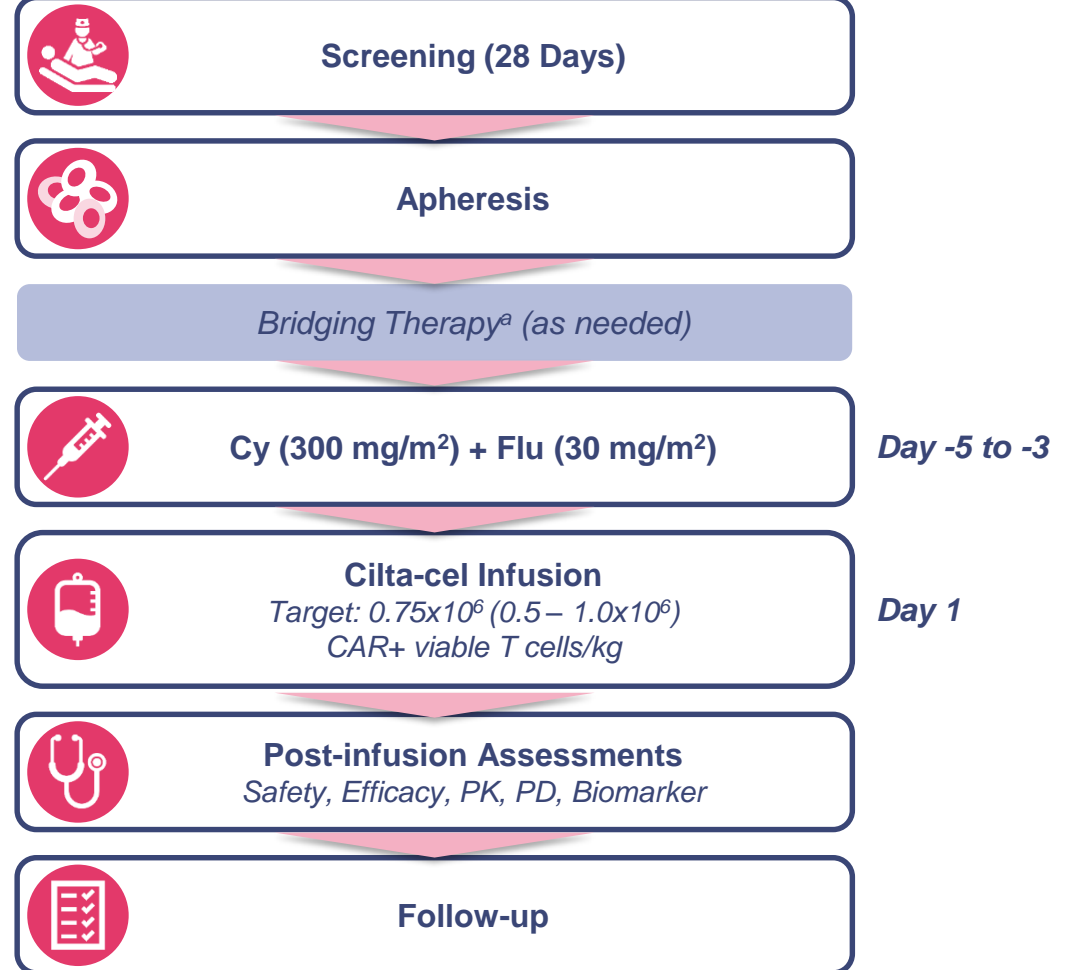 Screening (28 Days)
Apheresis
Bridging Therapyᵃ (as needed)
Cy (300 mg/m²) + Flu (30 mg/m²)
Day -5 to -3
Cilta-cel Infusion
Target: 0.75x10⁶ (0.5 – 1.0x10⁶)
CAR+ viable T cells/kg
Day 1
Post-infusion Assessments
Safety, Efficacy, PK, PD, Biomarker
Follow-up